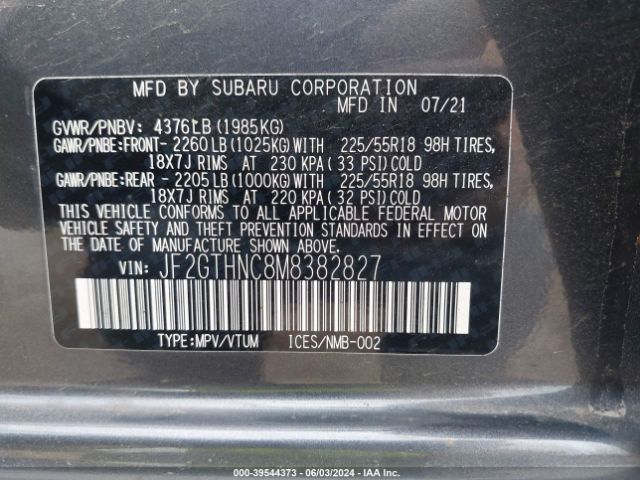 MFD BY SUBARU CORPORATION
MFD IN 07/21
GVWR/PNBV: 4376LB (1985KG)
GAWR/PNBE:FRONT- 2260LB (1025KG) WITH 225/55R18 98H TIRES,
18X7J RIMS AT 230 KPA ( 33 PSI) COLD
GAWR/PNBE:REAR - 2205LB (1000KG) WITH 225/55R18 98H TIRES,
18X7J RIMS AT 220 KPA ( 32 PSI) COLD
THIS VEHICLE CONFORMS TO ALL APPLICABLE FEDERAL MOTOR
VEHICLE SAFETY AND THEFT PREVENTION STANDARDS IN EFFECT
ON THE DATE OF MANUFACTURE SHOWN ABOVE.
VIN: JF2GTHNC8M8382827
TYPE:MPV/VTUM ICES/NMB-002
000-39544373 - 06/03/2024 - IAA Inc.